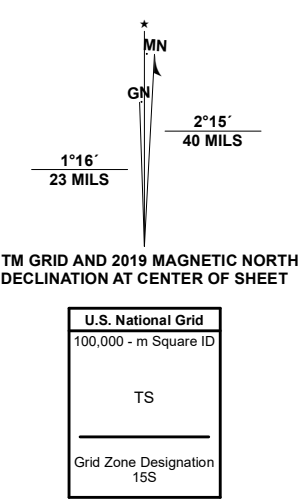 ★
MN
GN
2°15´
40 MILS
1°16´
23 MILS
TM GRID AND 2019 MAGNETIC NORTH
DECLINATION AT CENTER OF SHEET
U.S. National Grid
100,000 - m Square ID
TS
Grid Zone Designation
15S